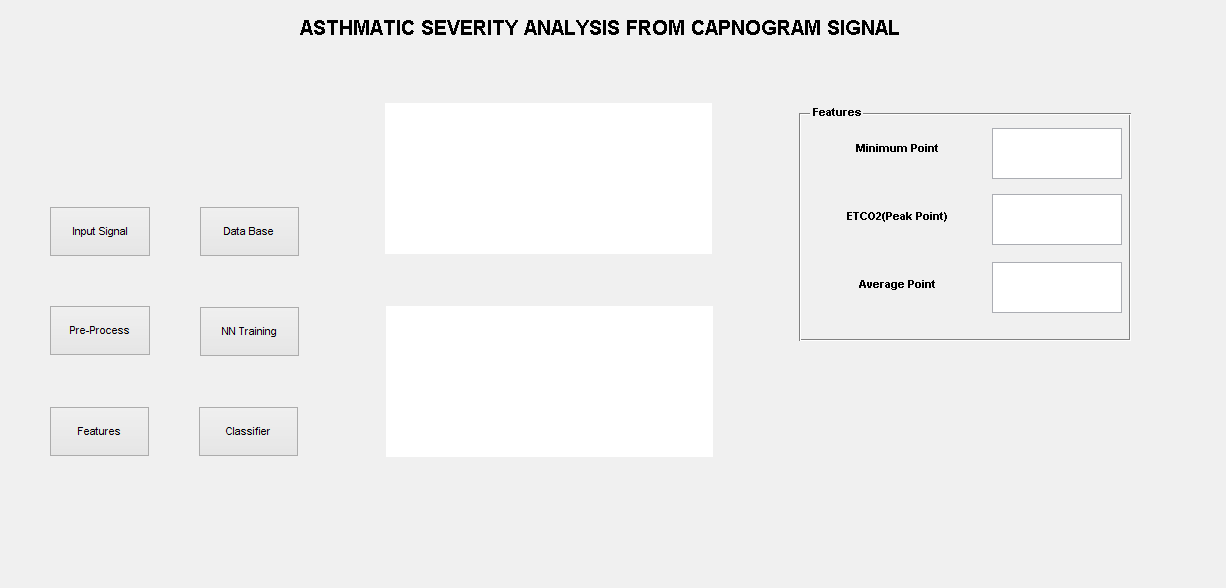 ASTHMATIC SEVERITY ANALYSIS FROM CAPNOGRAM SIGNAL
Input Signal
Data Base
Pre-Process
NN Training
Features
Classifier
Features
Minimum Point
ETCO2(Peak Point)
Average Point